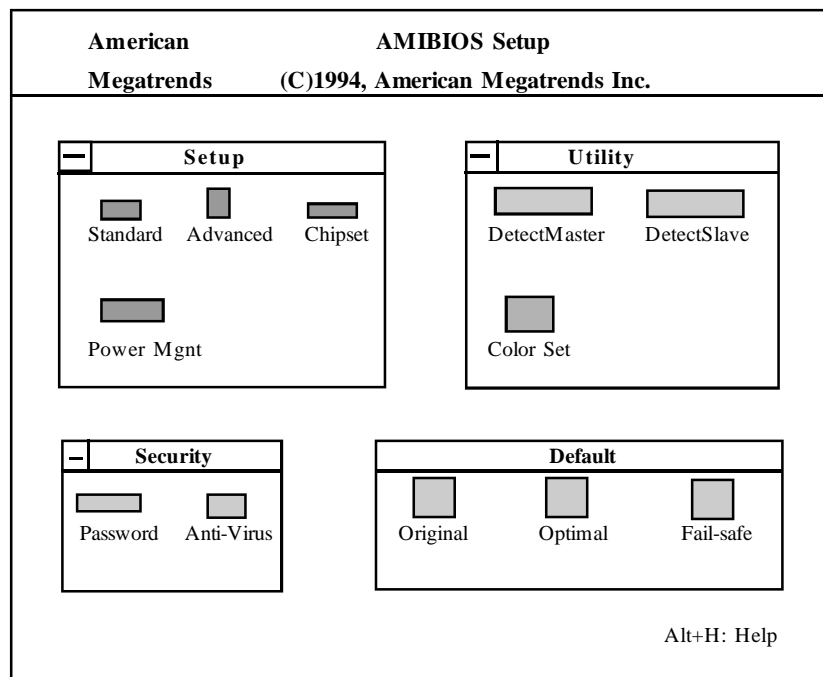 American AMIBIOS Setup
Megatrends (C)1994, American Megatrends Inc.
Setup
Standard Advanced Chipset
Power Mgnt
Utility
DetectMaster DetectSlave
Color Set
Security
Password Anti-Virus
Default
Original Optimal Fail-safe
Alt+H: Help